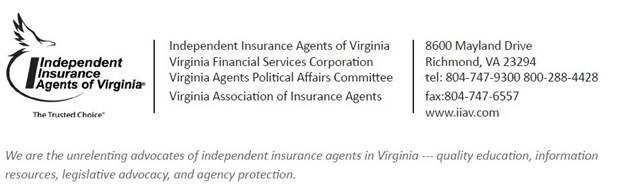 Independent
Insurance
Agents of Virginia®
The Trusted Choice®
Independent Insurance Agents of Virginia
Virginia Financial Services Corporation
Virginia Agents Political Affairs Committee
Virginia Association of Insurance Agents
8600 Mayland Drive
Richmond, VA 23294
tel: 804-747-9300 800-288-4428
fax:804-747-6557
www.iiav.com
We are the unrelenting advocates of independent insurance agents in Virginia --- quality education, information
resources, legislative advocacy, and agency protection.